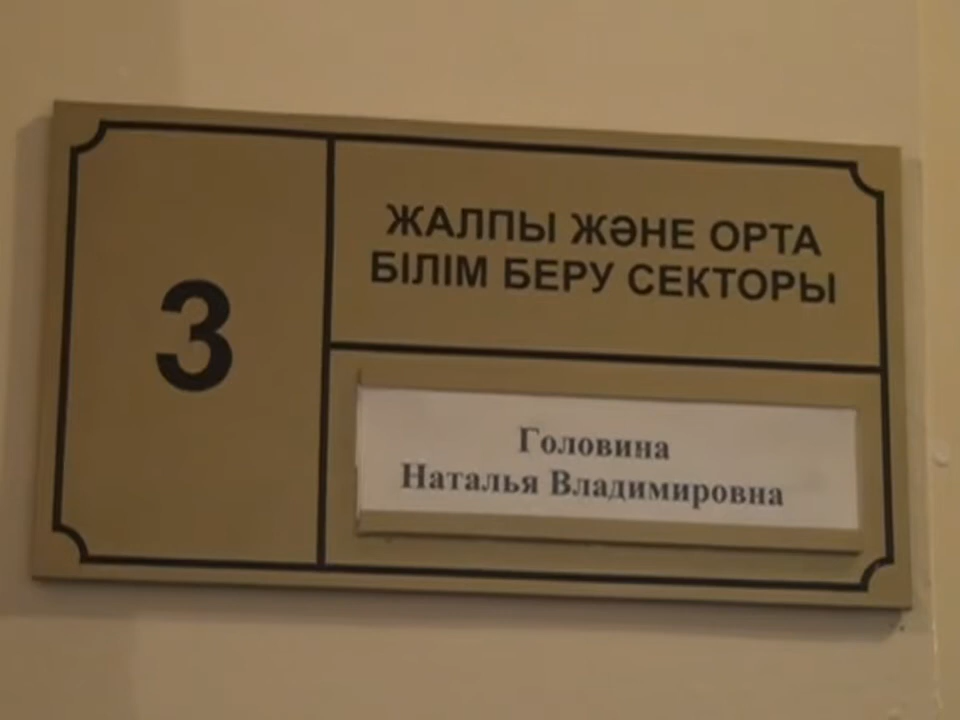 3
ЖАЛПЫ ЖӘНЕ ОРТА
БІЛІМ БЕРУ СЕКТОРЫ
Головина
Наталья Владимировна